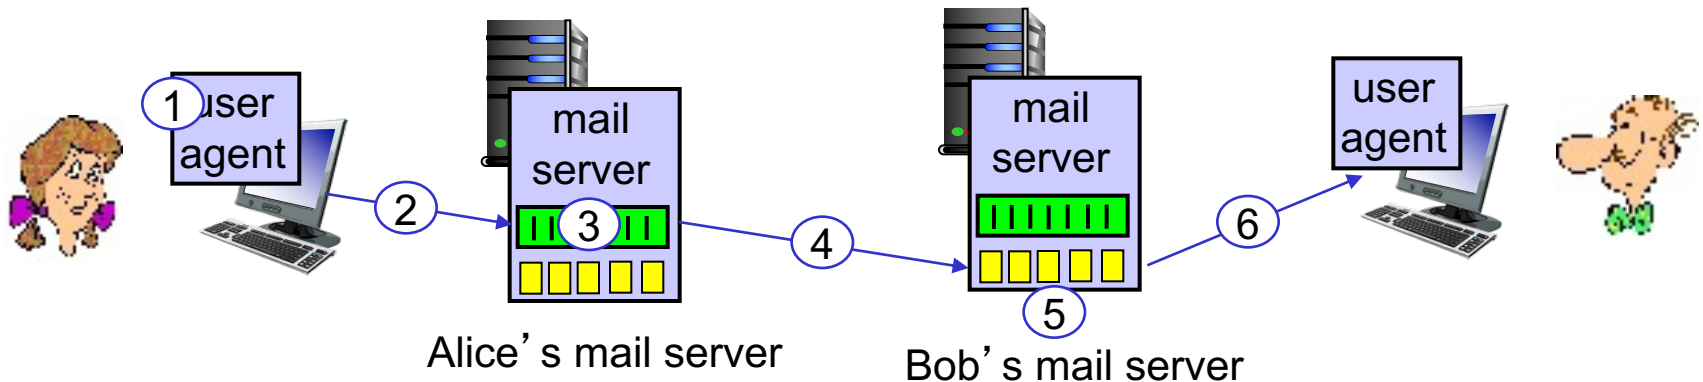 1
user
agent
2
mail
server
3
Alice’s mail server
4
mail
server
5
Bob’s mail server
6
user
agent